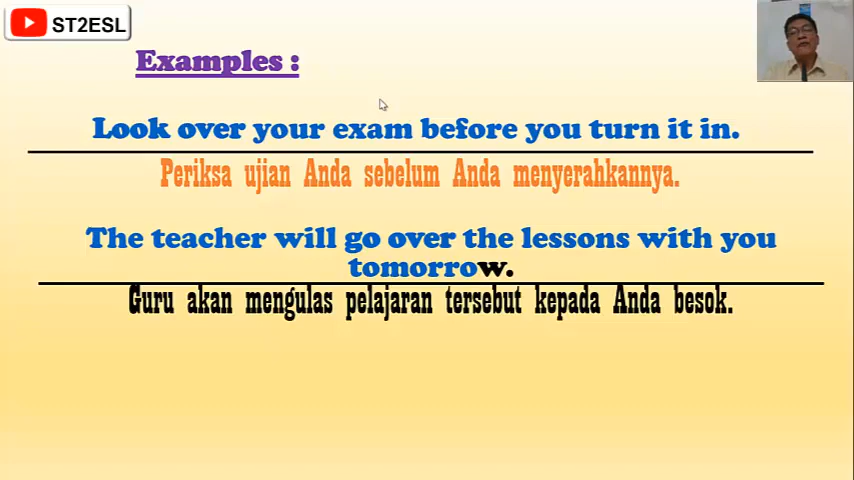 ST2ESL
Examples :
Look over your exam before you turn it in.
Periksa ujian Anda sebelum Anda menyerahkannya.
The teacher will go over the lessons with you
tomorrow.
Guru akan mengulas pelajaran tersebut kepada Anda besok.